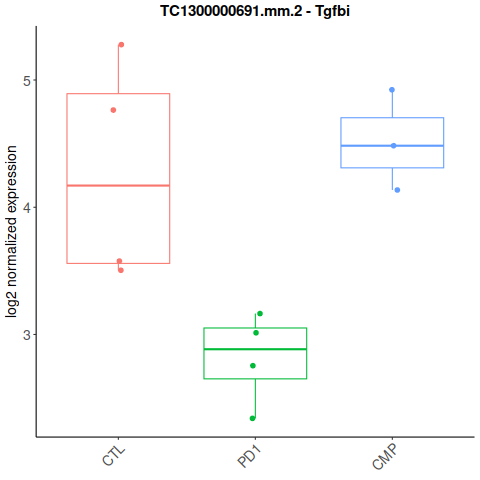 TC1300000691.mm.2 - Tgfbi
log2 normalized expression
5
4
3
CTL
PD1
CMP